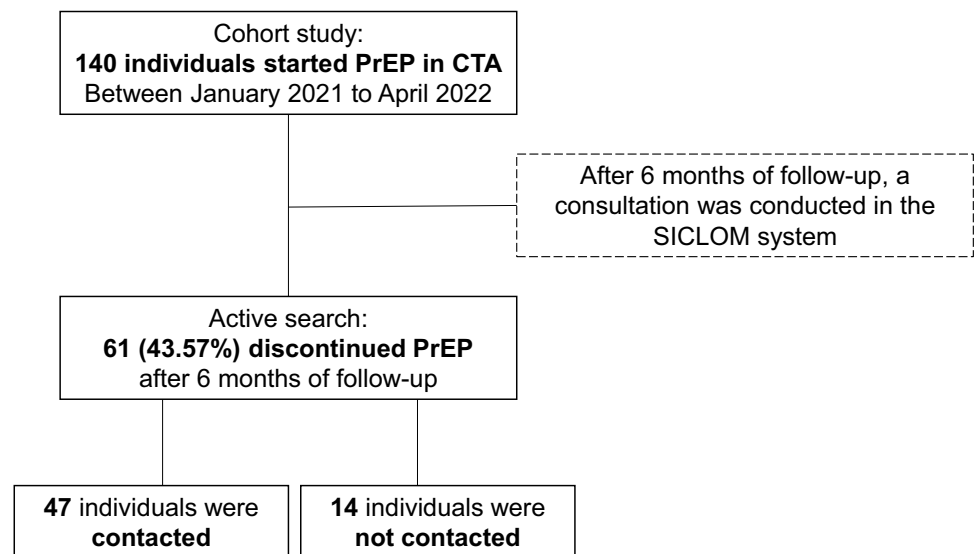 Cohort study:
140 individuals started PrEP in CTA
Between January 2021 to April 2022
After 6 months of follow-up, a
consultation was conducted in the
SICLOM system
Active search:
61 (43.57%) discontinued PrEP
after 6 months of follow-up
47 individuals were
contacted
14 individuals were
not contacted